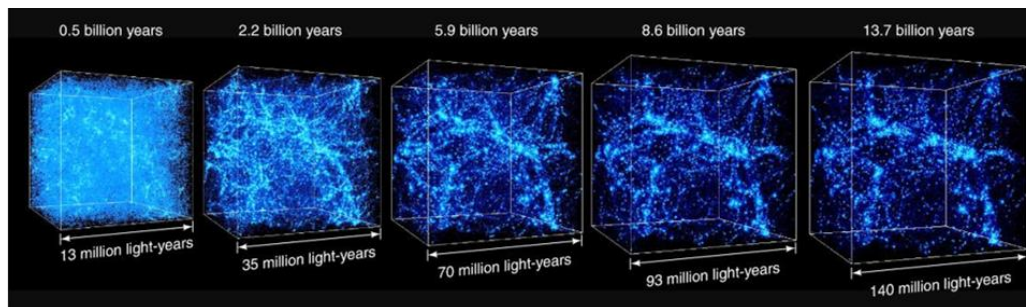 0.5 billion years
2.2 billion years
5.9 billion years
8.6 billion years
13.7 billion years
13 million light-years
35 million light-years
70 million light-years
93 million light-years
140 million light-years